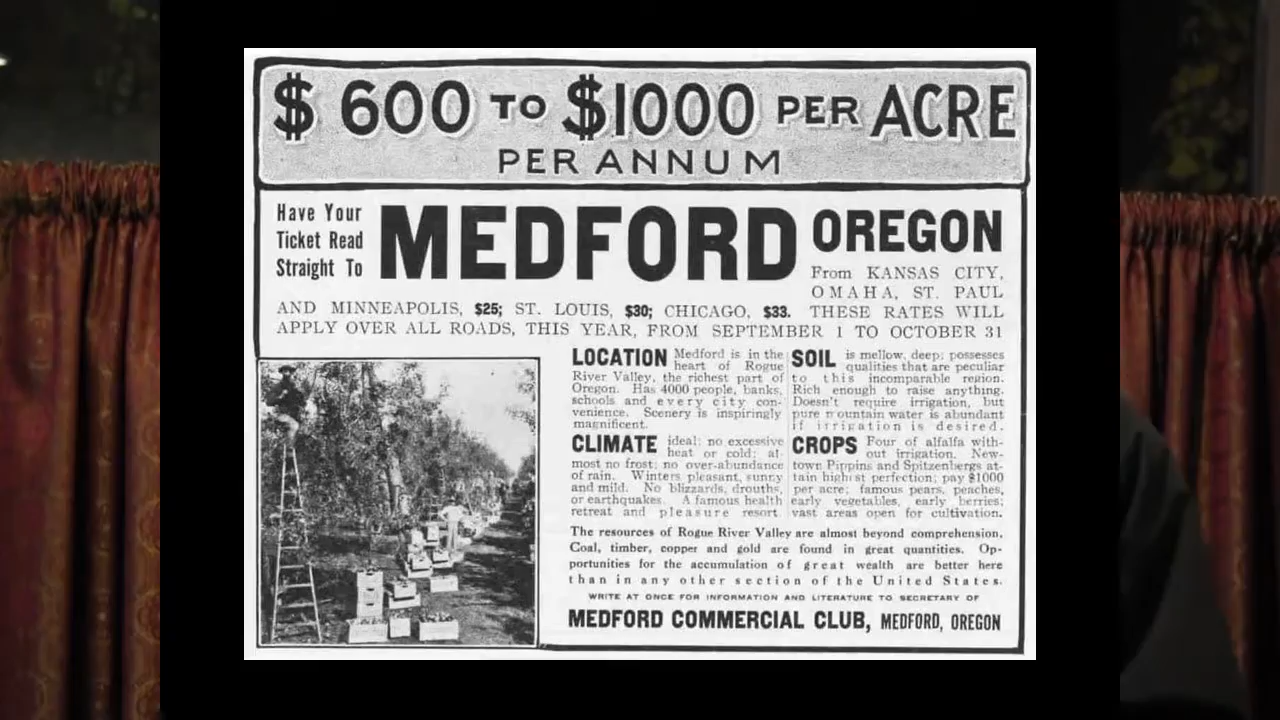 $ 600 TO $1000 PER ACRE
PER ANNUM
Have Your
Ticket Read
Straight To
MEDFORD
OREGON
From KANSAS CITY,
OMAHA, ST. PAUL
AND MINNEAPOLIS, $25; ST. LOUIS, $30; CHICAGO, $33. THESE RATES WILL
APPLY OVER ALL ROADS, THIS YEAR, FROM SEPTEMBER 1 TO OCTOBER 31
LOCATION Medford is in the
heart of Rogue
River Valley, the richest part of
Oregon. Has 4000 people, banks,
schools and every city con-
venience. Scenery is inspiringly
magnificent.
CLIMATE ideal; no excessive
heat or cold; al-
most no frost; no over-abundance
of rain. Winters pleasant, sunny
and mild. No blizzards, drouths,
or earthquakes. A famous health
retreat and pleasure resort.
SOIL is mellow, deep; possesses
qualities that are peculiar
to this incomparable region.
Rich enough to raise anything.
Doesn't require irrigation, but
pure mountain water is abundant
if irrigation is desired.
CROPS Four of alfalfa with-
out irrigation. New-
town Pippins and Spitzenbergs at-
tain highest perfection; pay $1000
per acre; famous pears, peaches,
early vegetables, early berries;
vast areas open for cultivation.
The resources of Rogue River Valley are almost beyond comprehension.
Coal, timber, copper and gold are found in great quantities. Op-
portunities for the accumulation of great wealth are better here
than in any other section of the United States.
WRITE AT ONCE FOR INFORMATION AND LITERATURE TO SECRETARY OF
MEDFORD COMMERCIAL CLUB, MEDFORD, OREGON